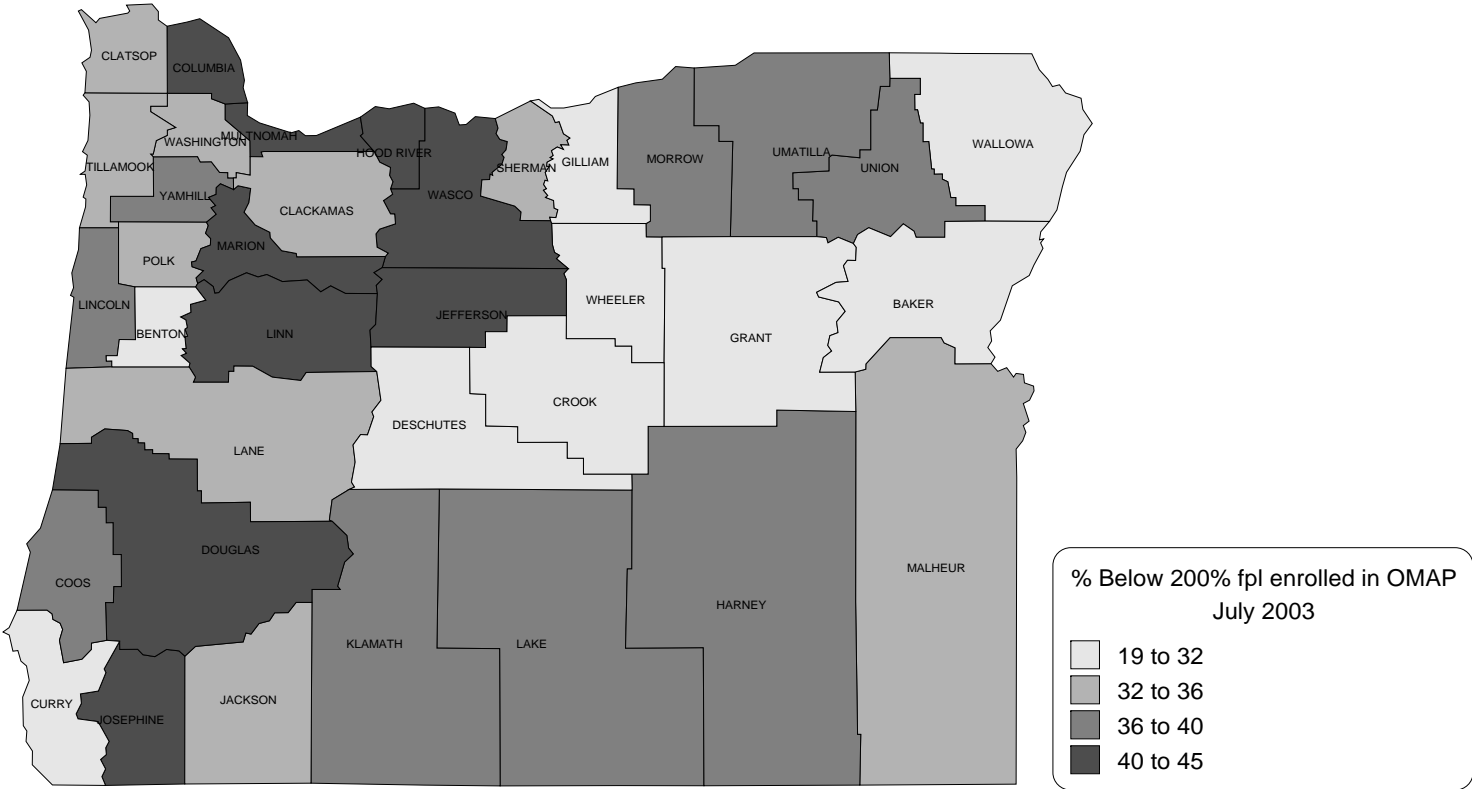 CLATSOP
COLUMBIA
MULTNOMAH
WASHINGTON
TILLAMOOK
HOOD RIVER
SHERMAN
GILLIAM
MORROW
UMATILLA
UNION
WALLOWA
YAMHILL
CLACKAMAS
WASCO
MARION
POLK
LINCOLN
BENTON
LINN
JEFFERSON
WHEELER
GRANT
BAKER
DESCHUTES
CROOK
LANE
DOUGLAS
COOS
MALHEUR
HARNEY
KLAMATH
LAKE
CURRY
JOSEPHINE
JACKSON
% Below 200% fpl enrolled in OMAP
July 2003
19 to 32
32 to 36
36 to 40
40 to 45